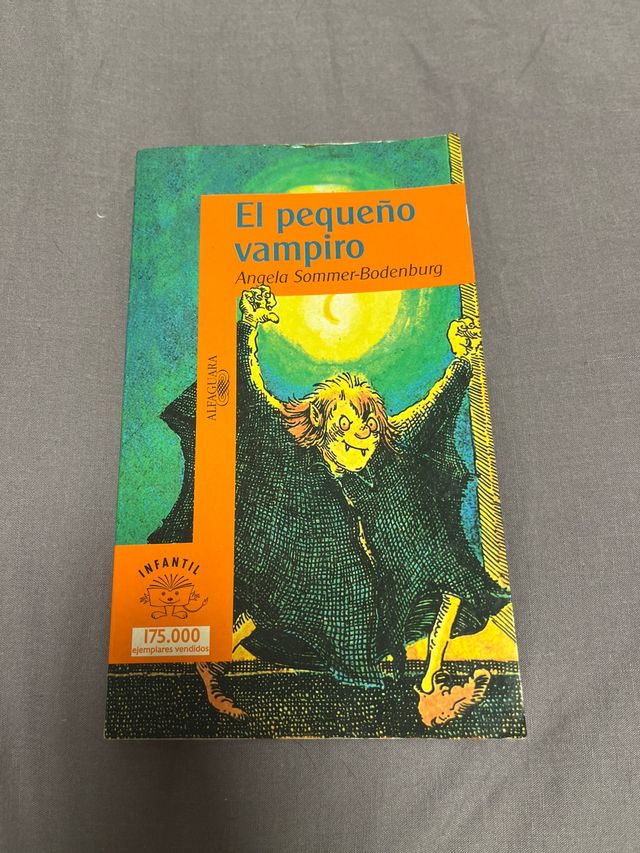 El pequeño
vampiro
Angela Sommer-Bodenburg
ALFAGUARA
INFANTIL
175.000
ejemplares vendidos